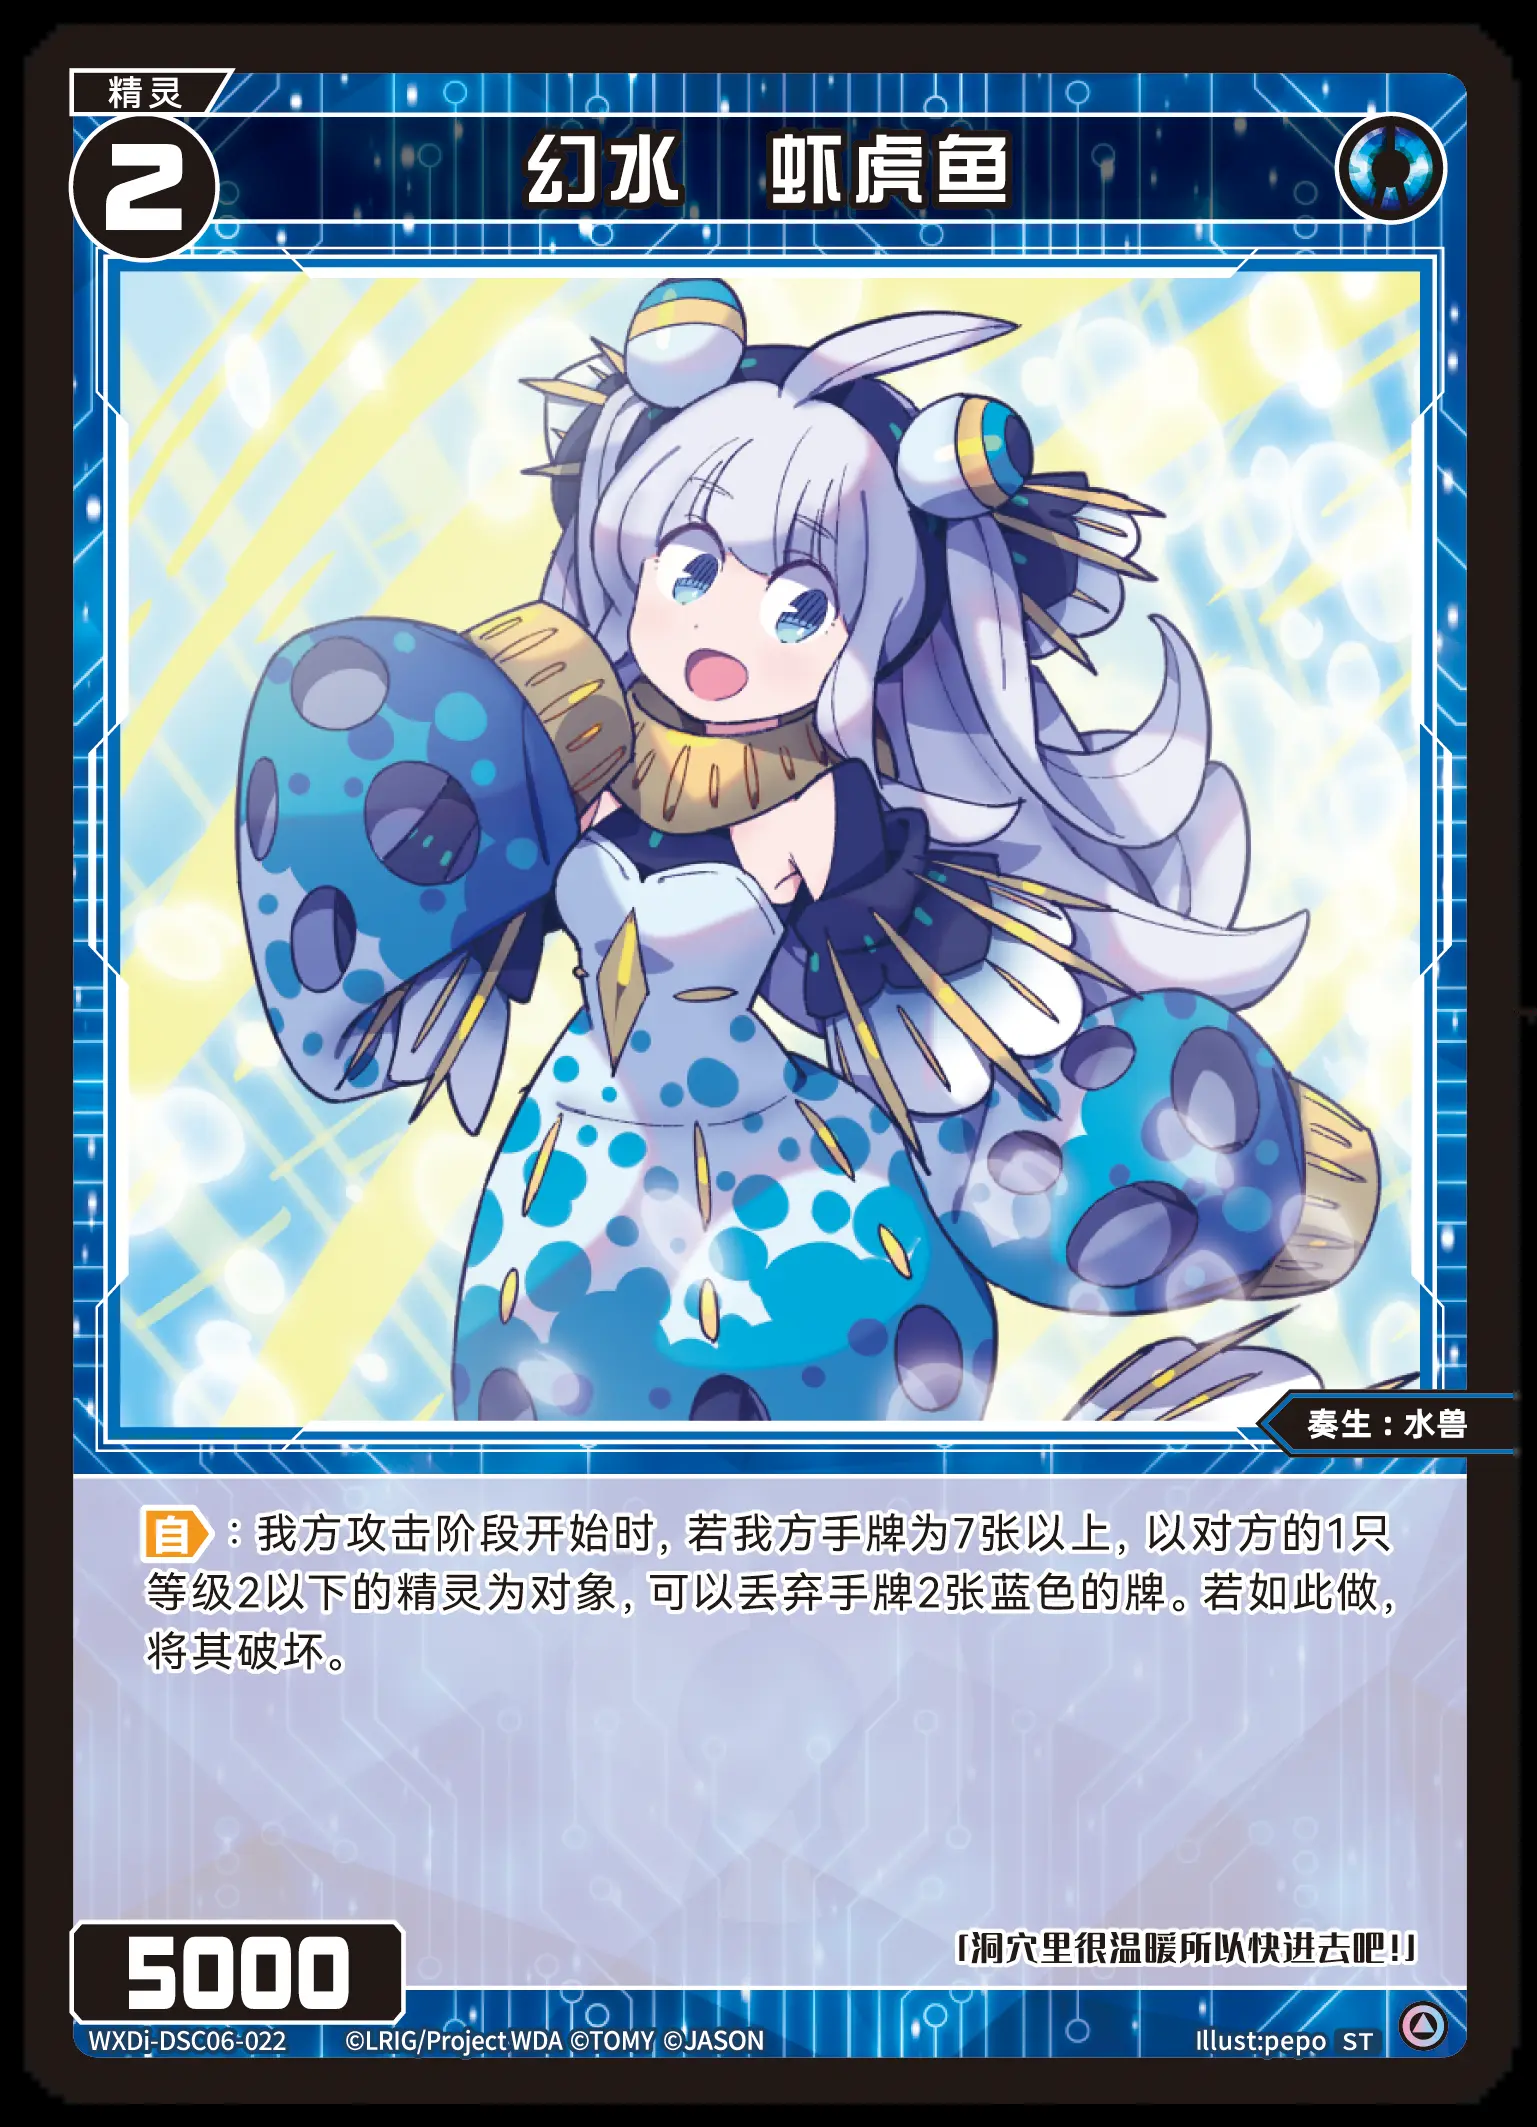 精灵
2
幻水　虾虎鱼
奏生：水兽
自：我方攻击阶段开始时，若我方手牌为7张以上，以对方的1只
等级2以下的精灵为对象，可以丢弃手牌2张蓝色的牌。若如此做，
将其破坏。
「洞穴里很温暖所以快进去吧！」
5000
WXDi-DSC06-022 ©LRIG/Project WDA ©TOMY ©JASON Illust:pepo ST